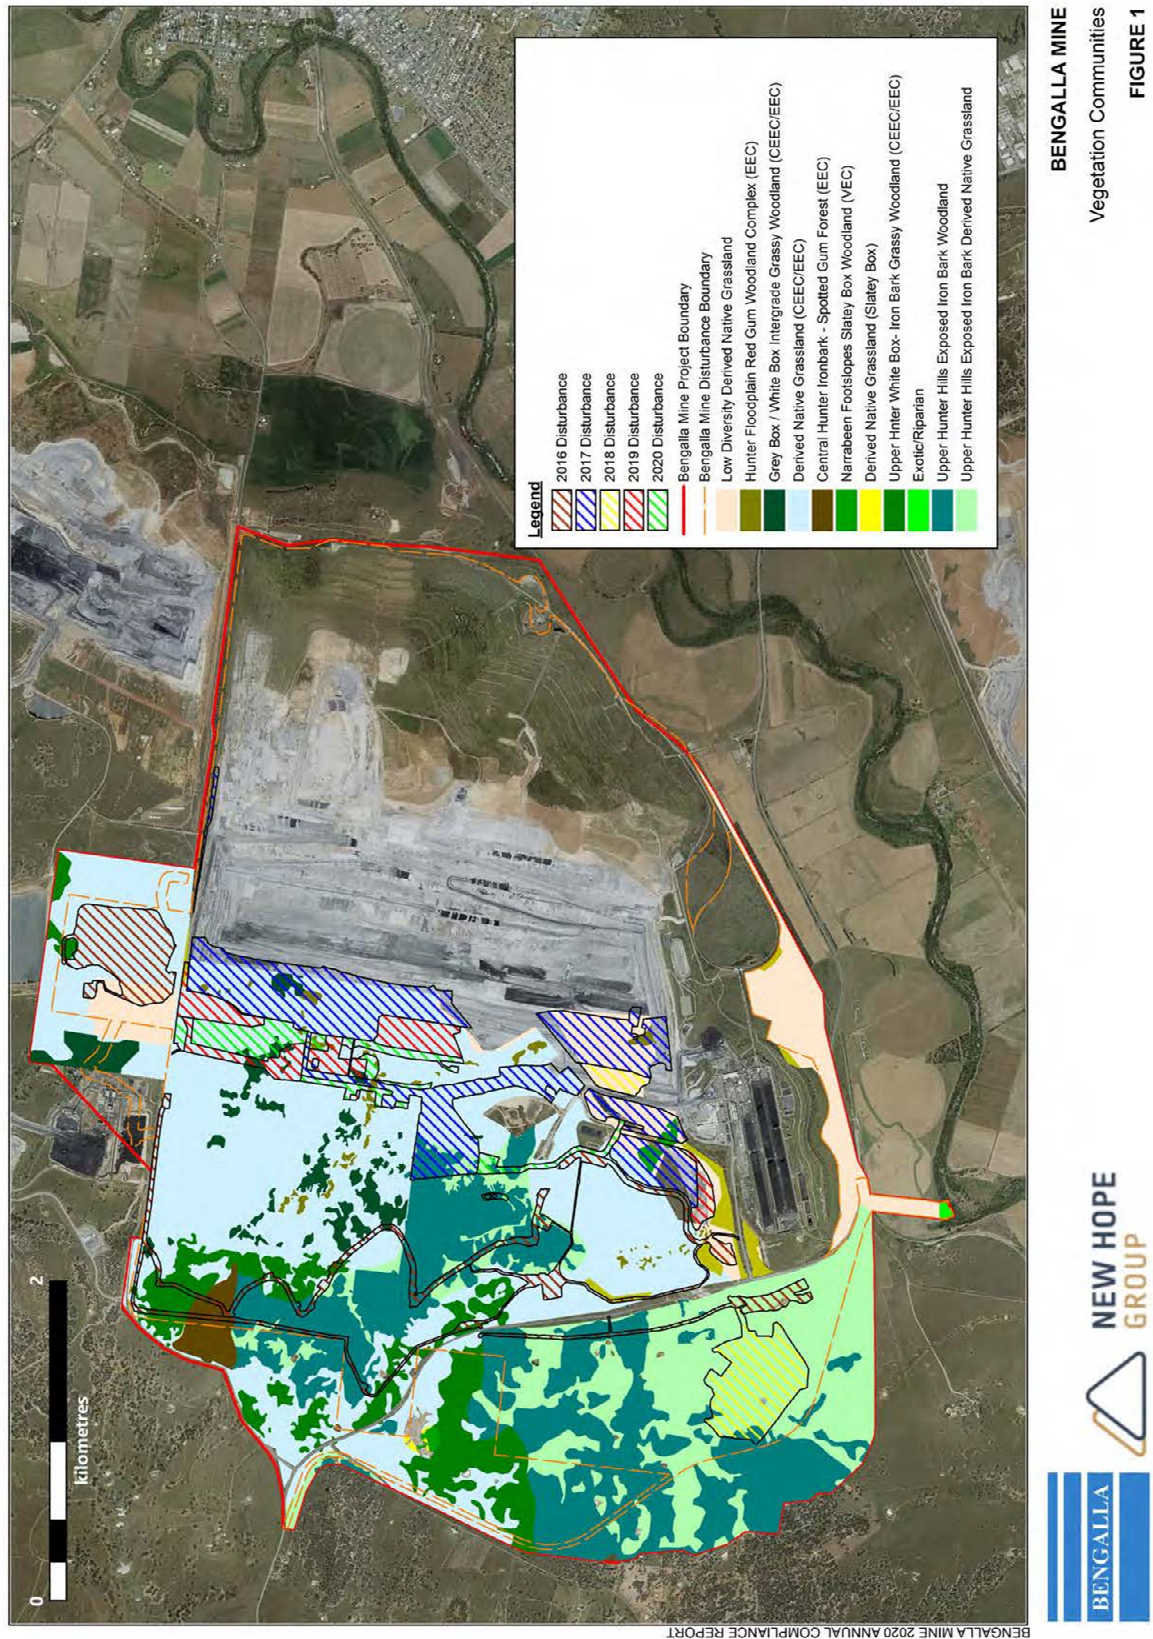 BENGALLA MINE
Vegetation Communities
FIGURE 1
Legend
2016 Disturbance
2017 Disturbance
2018 Disturbance
2019 Disturbance
2020 Disturbance
Bengalla Mine Project Boundary
Bengalla Mine Disturbance Boundary
Low Diversity Derived Native Grassland
Hunter Floodplain Red Gum Woodland Complex (EEC)
Grey Box / White Box Intergrade Grassy Woodland (CEEC/EEC)
Derived Native Grassland (CEEC/EEC)
Central Hunter Ironbark - Spotted Gum Forest (EEC)
Narrabeen Footslopes Slatey Box Woodland (VEC)
Derived Native Grassland (Slatey Box)
Upper Hnter White Box- Iron Bark Grassy Woodland (CEEC/EEC)
Exotic/Riparian
Upper Hunter Hills Exposed Iron Bark Woodland
Upper Hunter Hills Exposed Iron Bark Derived Native Grassland
0 2
kilometres
BENGALLA
NEW HOPE
GROUP
BENGALLA MINE 2020 ANNUAL COMPLIANCE REPORT